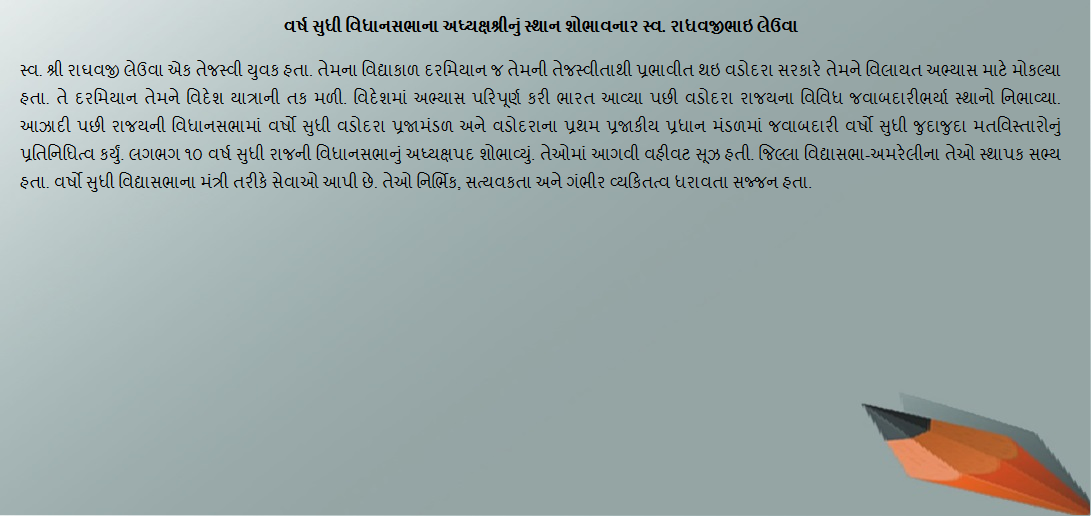 વર્ષ સુધી વિધાનસભાના અધ્યક્ષશ્રીનું સ્થાન શોભાવનાર સ્વ. રાઘવજીભાઇ લેઉવા
સ્વ. શ્રી રાઘવજી લેઉવા એક તેજસ્વી યુવક હતા. તેમના વિદ્યાકાળ દરમિયાન જ તેમની તેજસ્વીતાથી પ્રભાવીત થઇ વડોદરા સરકારે તેમને વિલાયત અભ્યાસ માટે મોકલ્યા
હતા. તે દરમિયાન તેમને વિદેશ યાત્રાની તક મળી. વિદેશમાં અભ્યાસ પરિપૂર્ણ કરી ભારત આવ્યા પછી વડોદરા રાજ્યના વિવિધ જવાબદારીભર્યા સ્થાનો નિભાવ્યા.
આઝાદી પછી રાજ્યની વિધાનસભામાં વર્ષો સુધી વડોદરા પ્રજામંડળ અને વડોદરાના પ્રથમ પ્રજાકીય પ્રધાન મંડળમાં જવાબદારી વર્ષો સુધી જુદાજુદા મતવિસ્તારોનું
પ્રતિનિધિત્વ કર્યું. લગભગ ૧૦ વર્ષ સુધી રાજની વિધાનસભાનું અધ્યક્ષપદ શોભાવ્યું. તેઓમાં આગવી વહીવટ સૂઝ હતી. જિલ્લા વિદ્યાસભા-અમરેલીના તેઓ સ્થાપક સભ્ય
હતા. વર્ષો સુધી વિદ્યાસભાના મંત્રી તરીકે સેવાઓ આપી છે. તેઓ નિર્ભિક, સત્યવકતા અને ગંભીર વ્યકિતત્વ ધરાવતા સજ્જન હતા.